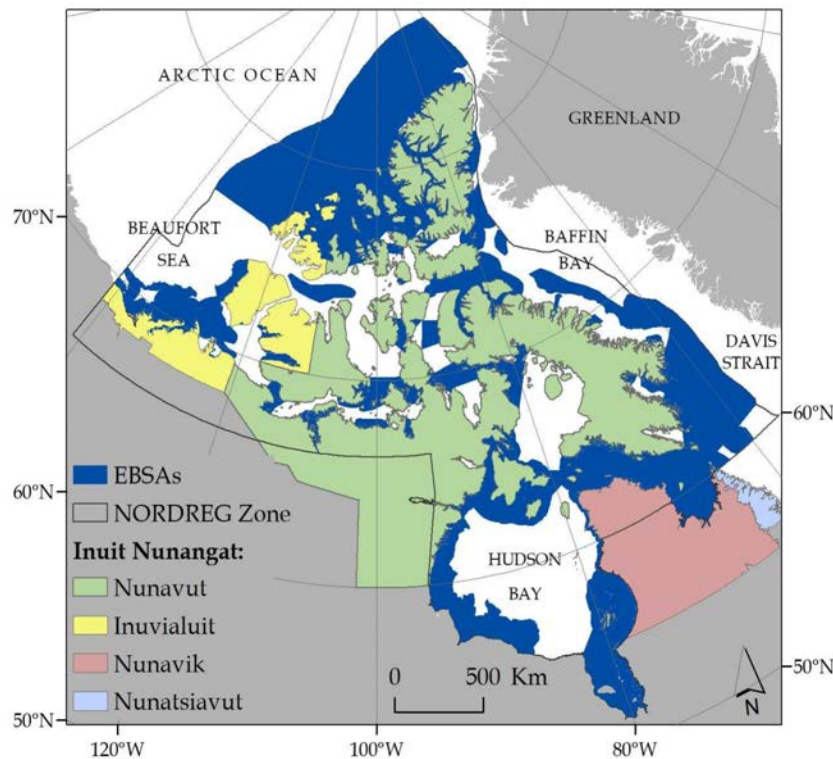 ARCTIC OCEAN
GREENLAND
70°N
BEAUFORT
SEA
BAFFIN
BAY
DAVIS
STRAIT
60°N
EBSAs
60°N
NORDREG Zone
Inuit Nunangat:
Nunavut
Inuvialuit
Nunavik
Nunatsiavut
HUDSON
BAY
0 500 Km
N
50°N
50°N
120°W 100°W 80°W